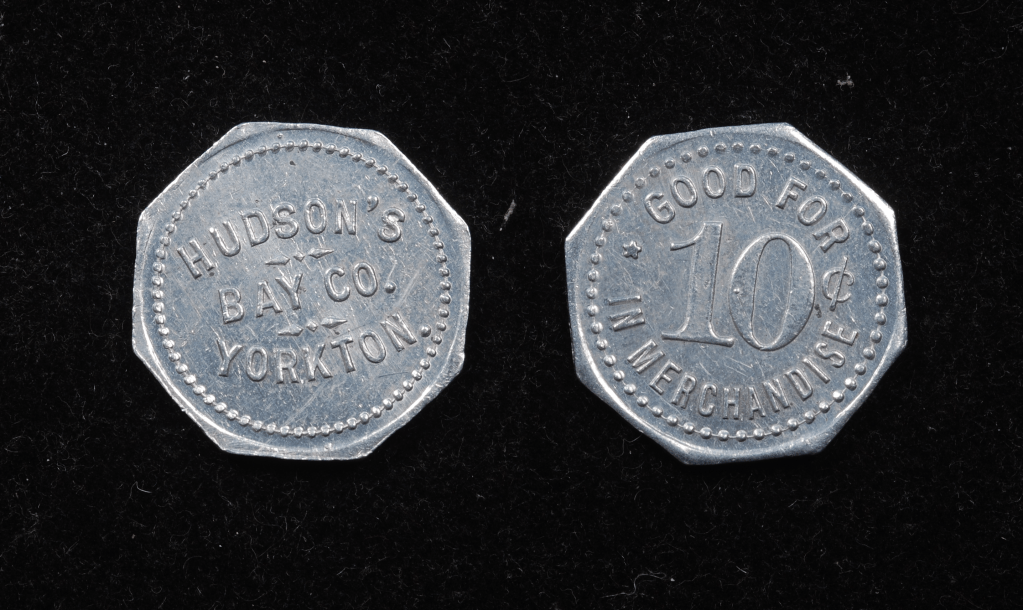 HUDSON'S
BAY CO.
YORKTON.
GOOD FOR
10¢
IN MERCHANDISE